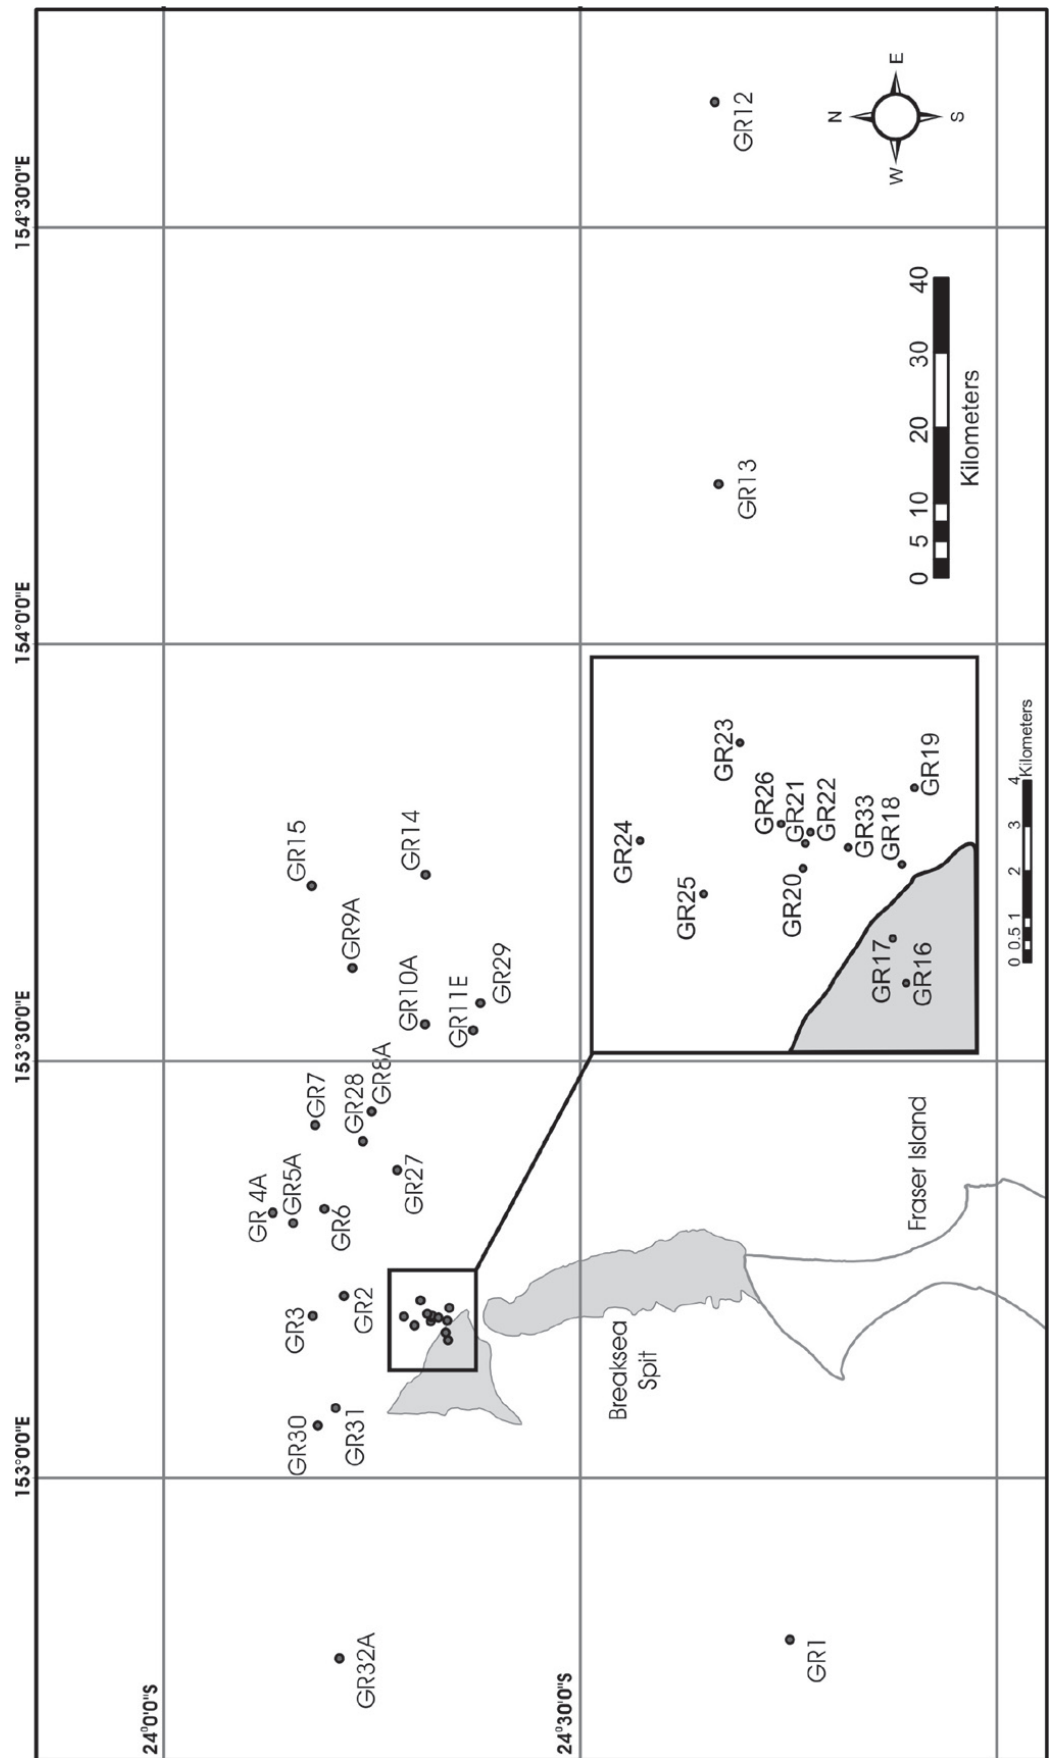 24°0'0"S
24°30'0"S
153°0'0"E
153°30'0"E
154°0'0"E
154°30'0"E
GR32A
GR1
GR30
GR31
GR3
GR2
GR 4A
GR5A
GR6
GR7
GR28
GR8A
GR27
GR10A
GR11E
GR29
GR9A
GR15
GR14
GR13
GR12
Breaksea
Spit
Fraser Island
GR24
GR25
GR23
GR26
GR21
GR22
GR20
GR33
GR18
GR19
GR17
GR16
0 0.5 1 2 3 4
Kilometers
0 5 10 20 30 40
Kilometers
N
W
E
S